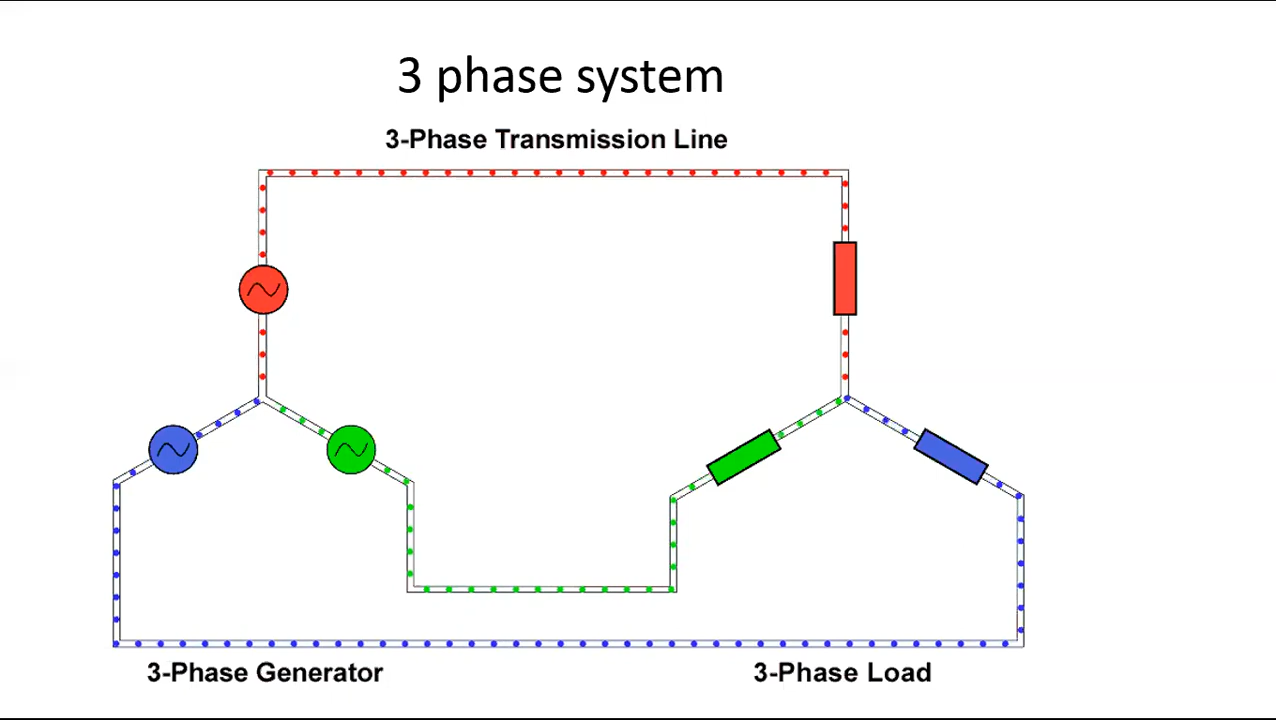 3 phase system
3-Phase Transmission Line
3-Phase Generator
3-Phase Load